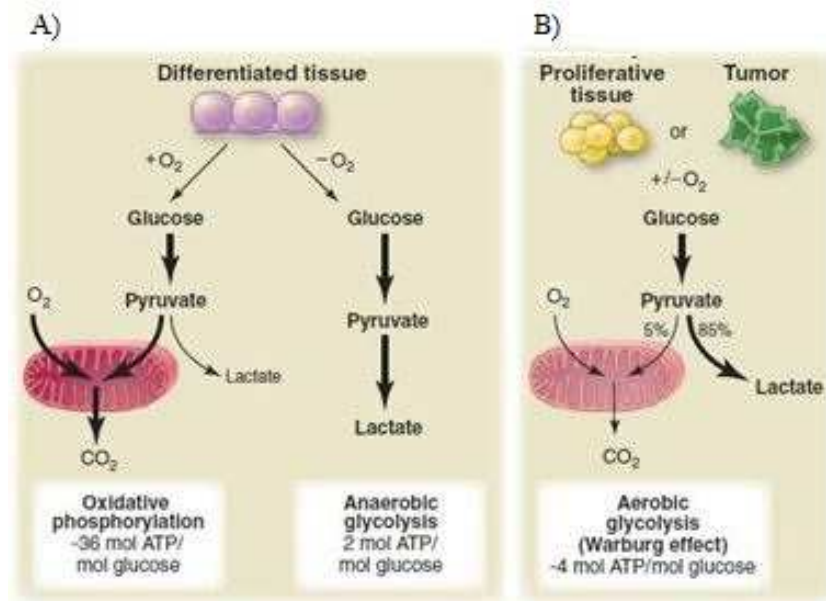 A)
Differentiated tissue
+O2
−O2
Glucose
Glucose
O2
Pyruvate
Pyruvate
Lactate
Lactate
CO2
Oxidative
phosphorylation
~36 mol ATP/
mol glucose
Anaerobic
glycolysis
2 mol ATP/
mol glucose
B)
Proliferative
tissue
or
Tumor
+/−O2
Glucose
O2
Pyruvate
5%
85%
Lactate
CO2
Aerobic
glycolysis
(Warburg effect)
~4 mol ATP/mol glucose